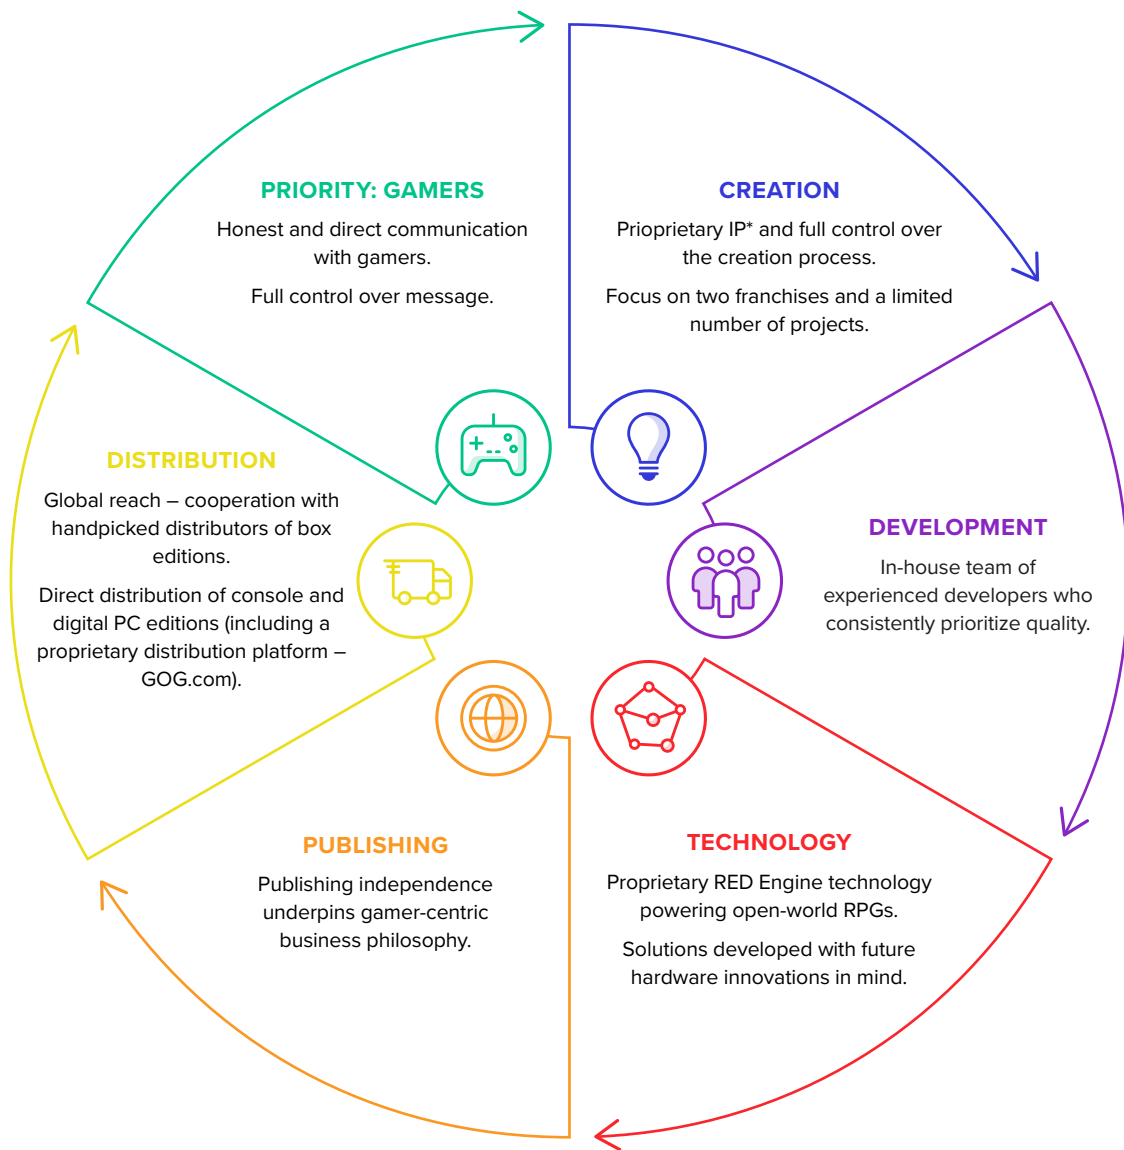 PRIORITY: GAMERS
Honest and direct communication
with gamers.
Full control over message.
CREATION
Prioprietary IP* and full control over
the creation process.
Focus on two franchises and a limited
number of projects.
DEVELOPMENT
In-house team of
experienced developers who
consistently prioritize quality.
TECHNOLOGY
Proprietary RED Engine technology
powering open-world RPGs.
Solutions developed with future
hardware innovations in mind.
PUBLISHING
Publishing independence
underpins gamer-centric
business philosophy.
DISTRIBUTION
Global reach – cooperation with
handpicked distributors of box
editions.
Direct distribution of console and
digital PC editions (including a
proprietary distribution platform –
GOG.com).